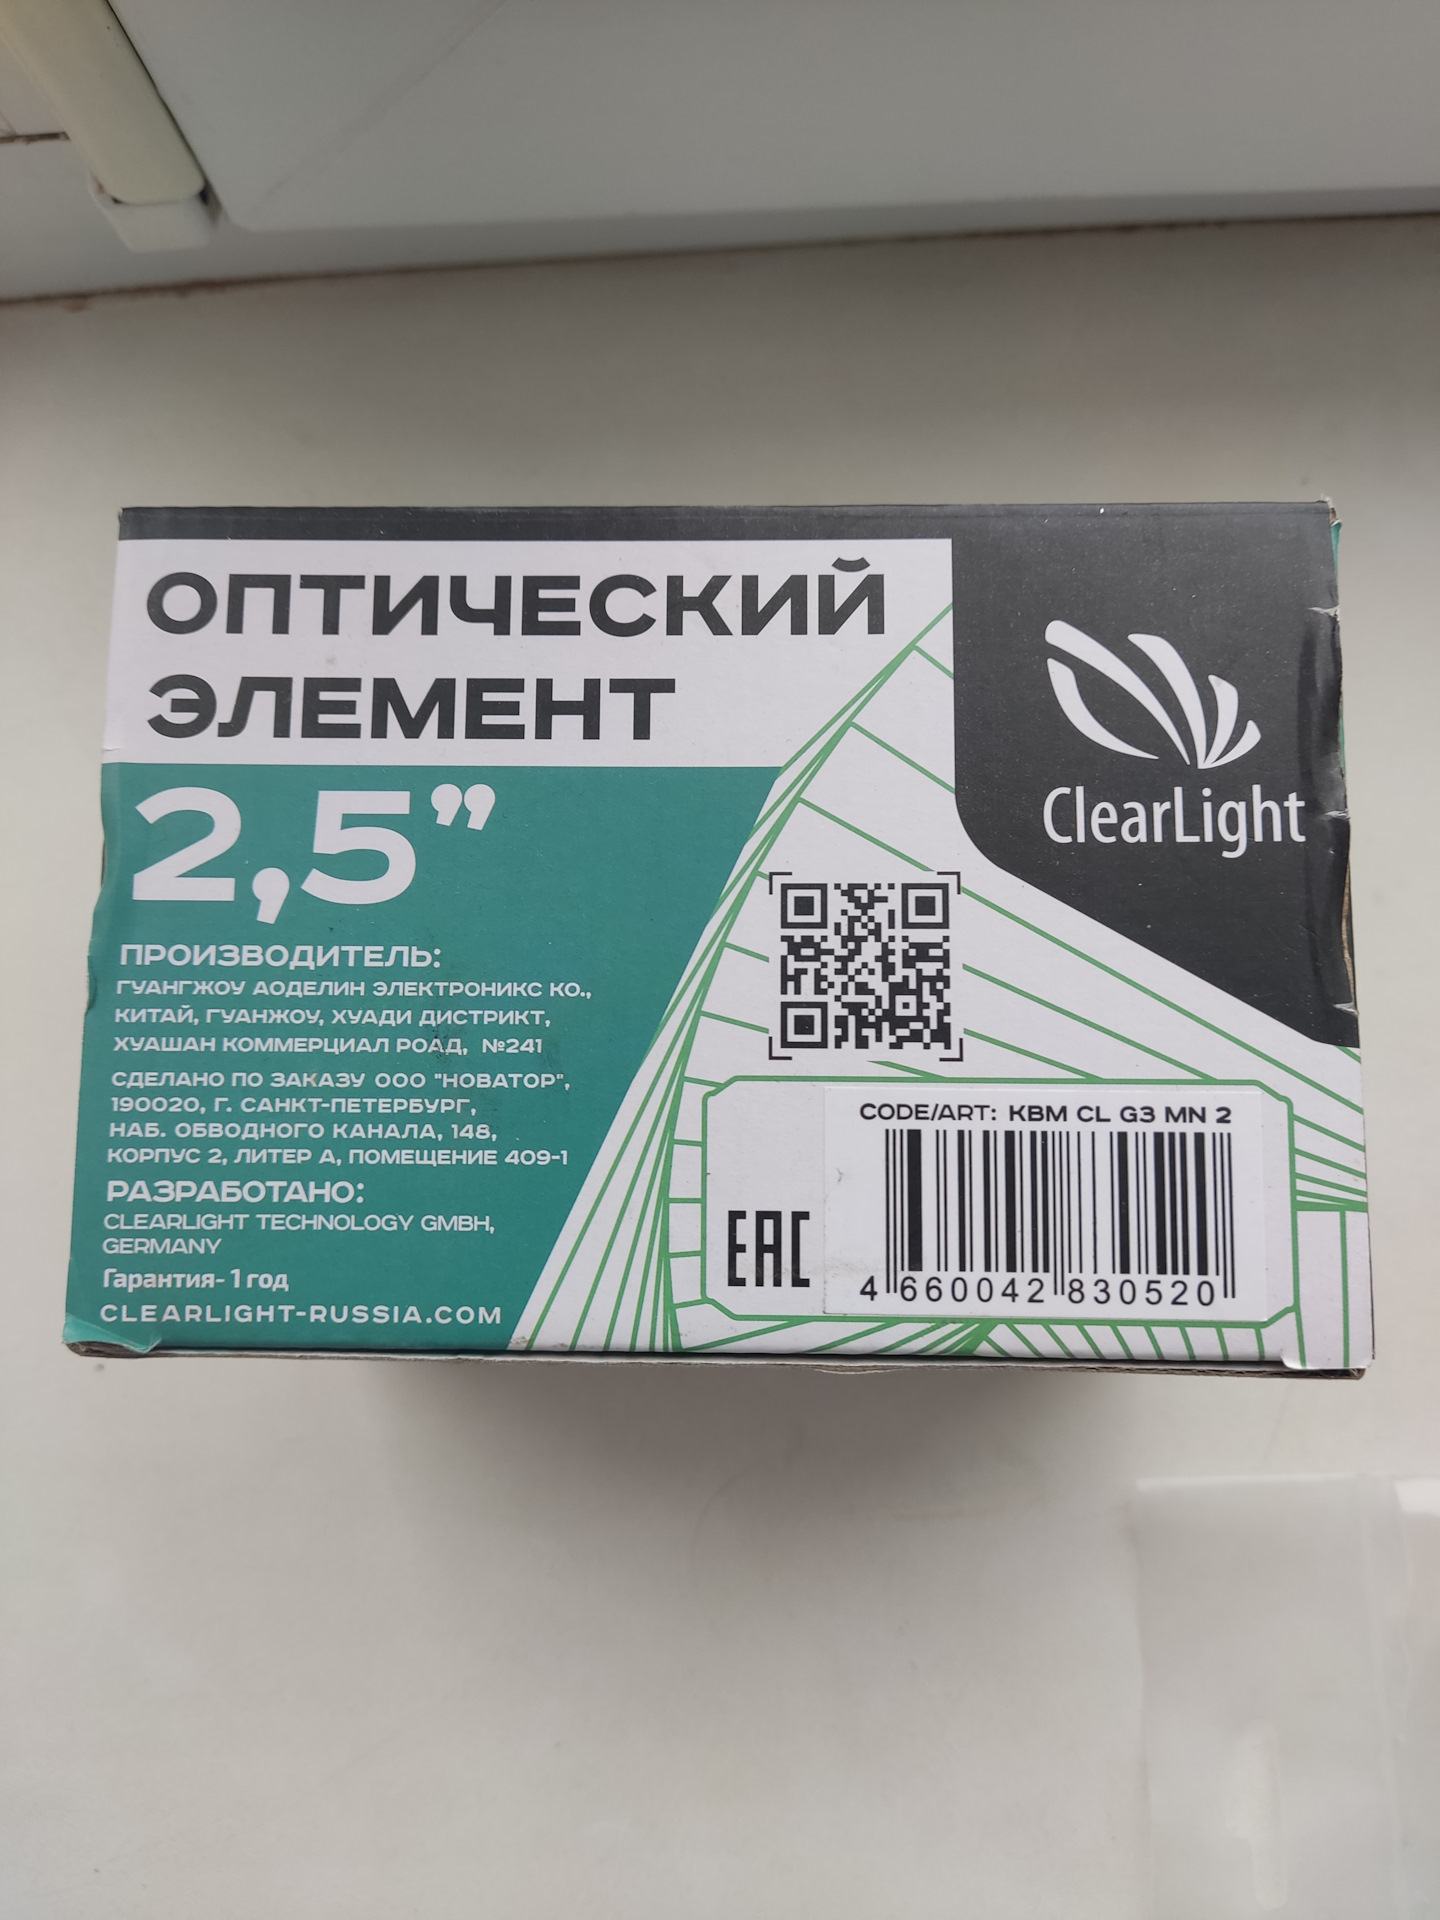 ОПТИЧЕСКИЙ
ЭЛЕМЕНТ
2,5”
ClearLight
ПРОИЗВОДИТЕЛЬ:
ГУАНГЖОУ АОДЕЛИН ЭЛЕКТРОНИКС КО.,
КИТАЙ, ГУАНЖОУ, ХУАДИ ДИСТРИКТ,
ХУАШАН КОММЕРЦИАЛ РОАД, №241
СДЕЛАНО ПО ЗАКАЗУ ООО "НОВАТОР",
190020, Г. САНКТ-ПЕТЕРБУРГ,
НАБ. ОБВОДНОГО КАНАЛА, 148,
КОРПУС 2, ЛИТЕР А, ПОМЕЩЕНИЕ 409-1
РАЗРАБОТАНО:
CLEARLIGHT TECHNOLOGY GMBH,
GERMANY
Гарантия- 1 год
CLEARLIGHT-RUSSIA.COM
EAC
CODE/ART: KBM CL G3 MN 2
4 660042 830520